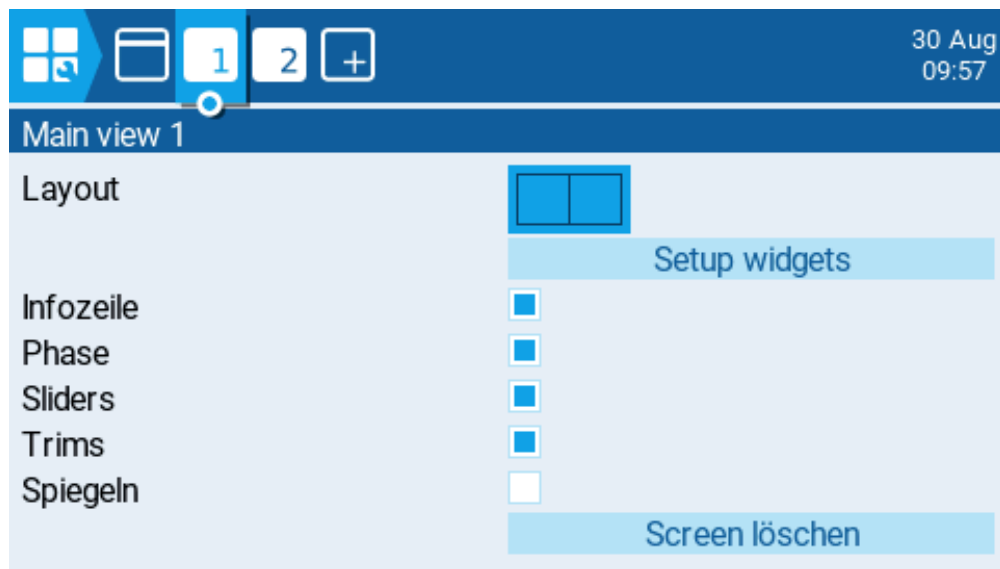 1 2 +
30 Aug
09:57
Main view 1
Layout
Setup widgets
Infozeile
Phase
Sliders
Trims
Spiegeln
Screen löschen